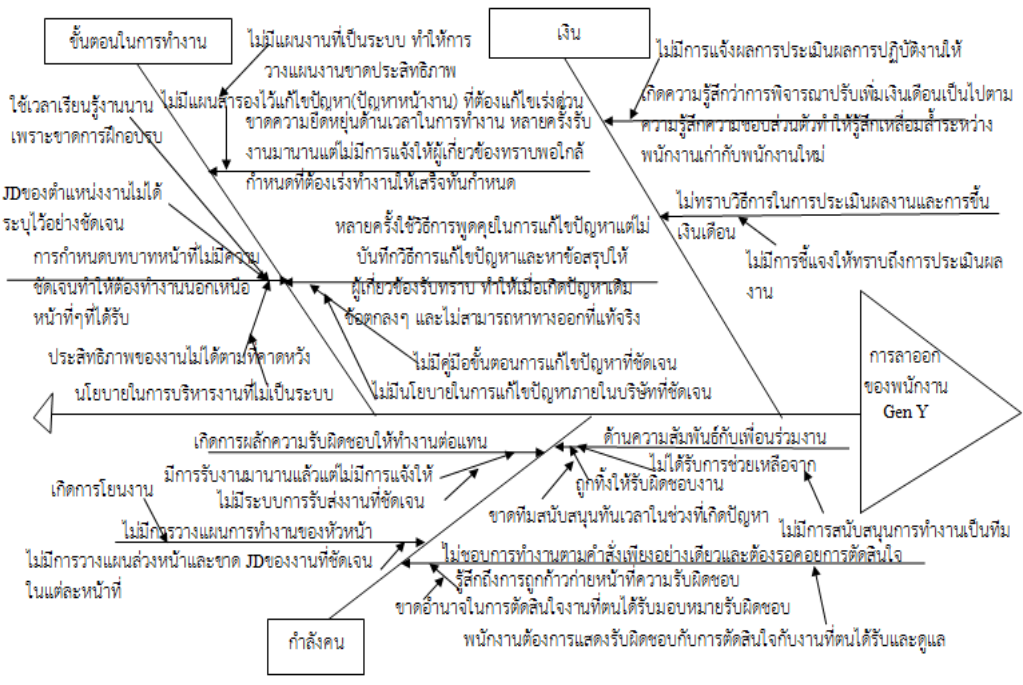 ขั้นตอนในการทำงาน
เงิน
ไม่มีแผนงานที่เป็นระบบ ทำให้การ
วางแผนงานขาดประสิทธิภาพ
ไม่มีแผนสำรองไว้แก้ไขปัญหา(ปัญหาหน้างาน) ที่ต้องแก้ไขเร่งด่วน
ขาดความยืดหยุ่นด้านเวลาในการทำงาน หลายครั้งรับ
งานมานานแต่ไม่มีการแจ้งให้ผู้เกี่ยวข้องทราบพอใกล้
กำหนดที่ต้องเร่งทำงานให้เสร็จทันกำหนด
ใช้เวลาเรียนรู้งานนาน
เพราะขาดการฝึกอบรบ
JDของตำแหน่งงานไม่ได้
ระบุไว้อย่างชัดเจน
การกำหนดบทบาทหน้าที่ไม่มีความ
ชัดเจนทำให้ต้องทำงานนอกเหนือ
หน้าที่ๆที่ได้รับ
ประสิทธิภาพของงานไม่ได้ตามที่คาดหวัง
นโยบายในการบริหารงานที่ไม่เป็นระบบ
หลายครั้งใช้วิธีการพูดคุยในการแก้ไขปัญหาแต่ไม่
บันทึกวิธีการแก้ไขปัญหาและหาข้อสรุปให้
ผู้เกี่ยวข้องรับทราบ ทำให้เมื่อเกิดปัญหาเดิม
ข้อตกลงๆ และไม่สามารถหาทางออกที่แท้จริง
ไม่มีคู่มือขั้นตอนการแก้ไขปัญหาที่ชัดเจน
ไม่มีนโยบายในการแก้ไขปัญหาภายในบริษัทที่ชัดเจน
ไม่มีการแจ้งผลการประเมินผลการปฏิบัติงานให้
เกิดความรู้สึกว่าการพิจารณาปรับเพิ่มเงินเดือนเป็นไปตาม
ความรู้สึกความชอบส่วนตัวทำให้รู้สึกเหลื่อมล้ำระหว่าง
พนักงานเก่ากับพนักงานใหม่
ไม่ทราบวิธีการในการประเมินผลงานและการขึ้น
เงินเดือน
ไม่มีการชี้แจงให้ทราบถึงการประเมินผล
งาน
การลาออก
ของพนักงาน
Gen Y
เกิดการผลักความรับผิดชอบให้ทำงานต่อแทน
มีการรับงานมานานแล้วแต่ไม่มีการแจ้งให้
ไม่มีระบบการรับส่งงานที่ชัดเจน
เกิดการโยนงาน
ไม่มีการวางแผนการทำงานของหัวหน้า
ไม่มีการวางแผนล่วงหน้าและขาด JDของงานที่ชัดเจน
ในแต่ละหน้าที่
ด้านความสัมพันธ์กับเพื่อนร่วมงาน
ไม่ได้รับการช่วยเหลือจาก
ถูกทิ้งให้รับผิดชอบงาน
ขาดทีมสนับสนุนทันเวลาในช่วงที่เกิดปัญหา
ไม่มีการสนับสนุนการทำงานเป็นทีม
ไม่ชอบการทำงานตามคำสั่งเพียงอย่างเดียวและต้องรอคอยการตัดสินใจ
รู้สึกถึงการถูกก้าวก่ายหน้าที่ความรับผิดชอบ
ขาดอำนาจในการตัดสินใจงานที่ตนได้รับมอบหมายรับผิดชอบ
พนักงานต้องการแสดงรับผิดชอบกับการตัดสินใจกับงานที่ตนได้รับและดูแล
กำลังคน